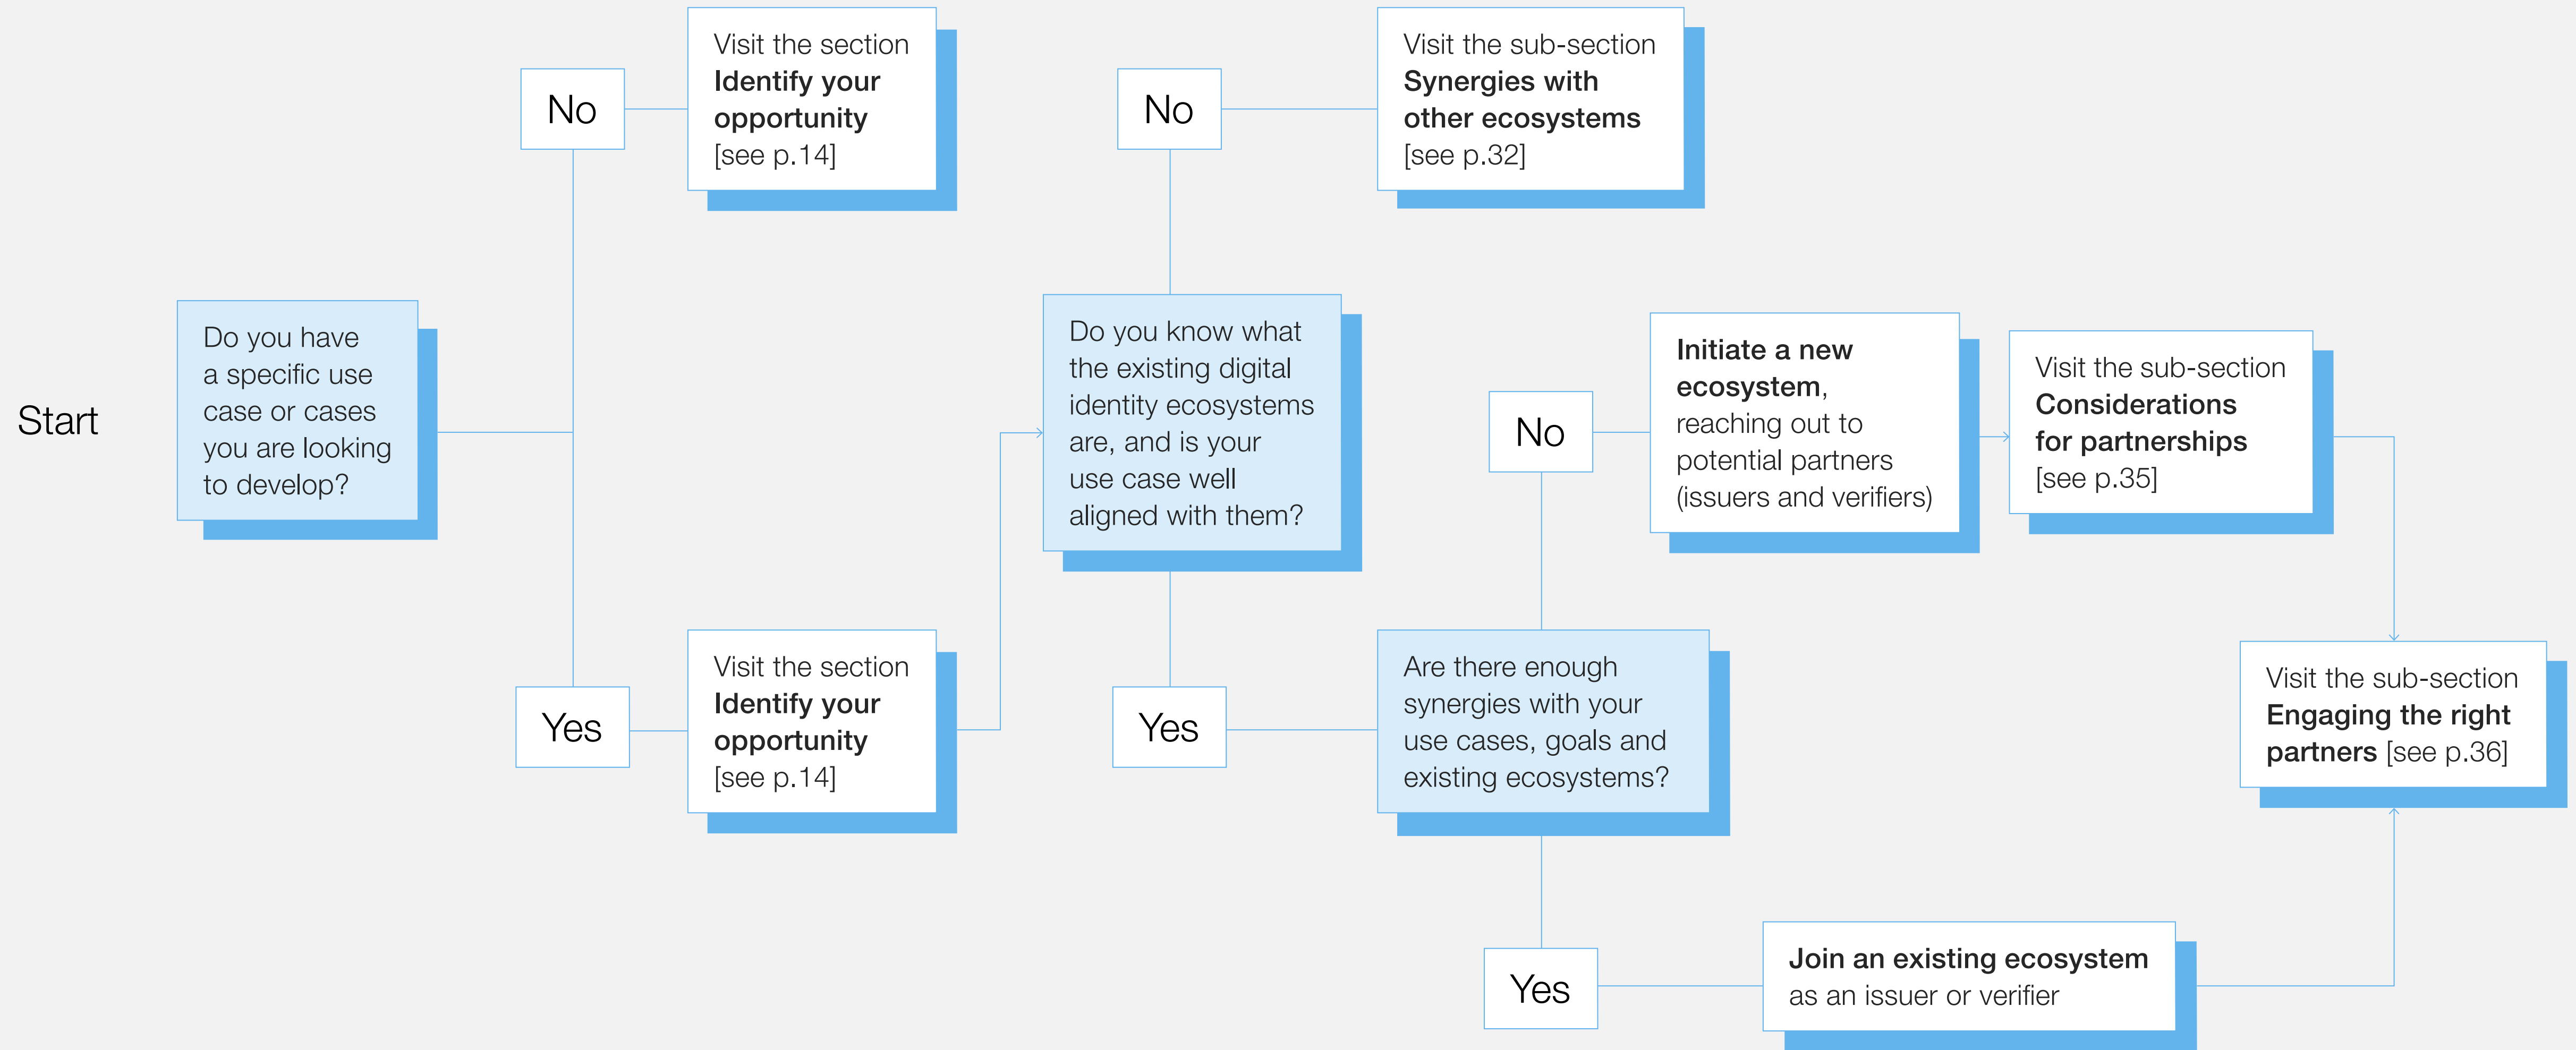 Start
Do you have
a specific use
case or cases
you are looking
to develop?
No
Visit the section
Identify your
opportunity
[see p.14]
Yes
Visit the section
Identify your
opportunity
[see p.14]
Do you know what
the existing digital
identity ecosystems
are, and is your
use case well
aligned with them?
No
Visit the sub-section
Synergies with
other ecosystems
[see p.32]
Yes
Are there enough
synergies with your
use cases, goals and
existing ecosystems?
No
Initiate a new
ecosystem,
reaching out to
potential partners
(issuers and verifiers)
Visit the sub-section
Considerations
for partnerships
[see p.35]
Yes
Join an existing ecosystem
as an issuer or verifier
Visit the sub-section
Engaging the right
partners [see p.36]